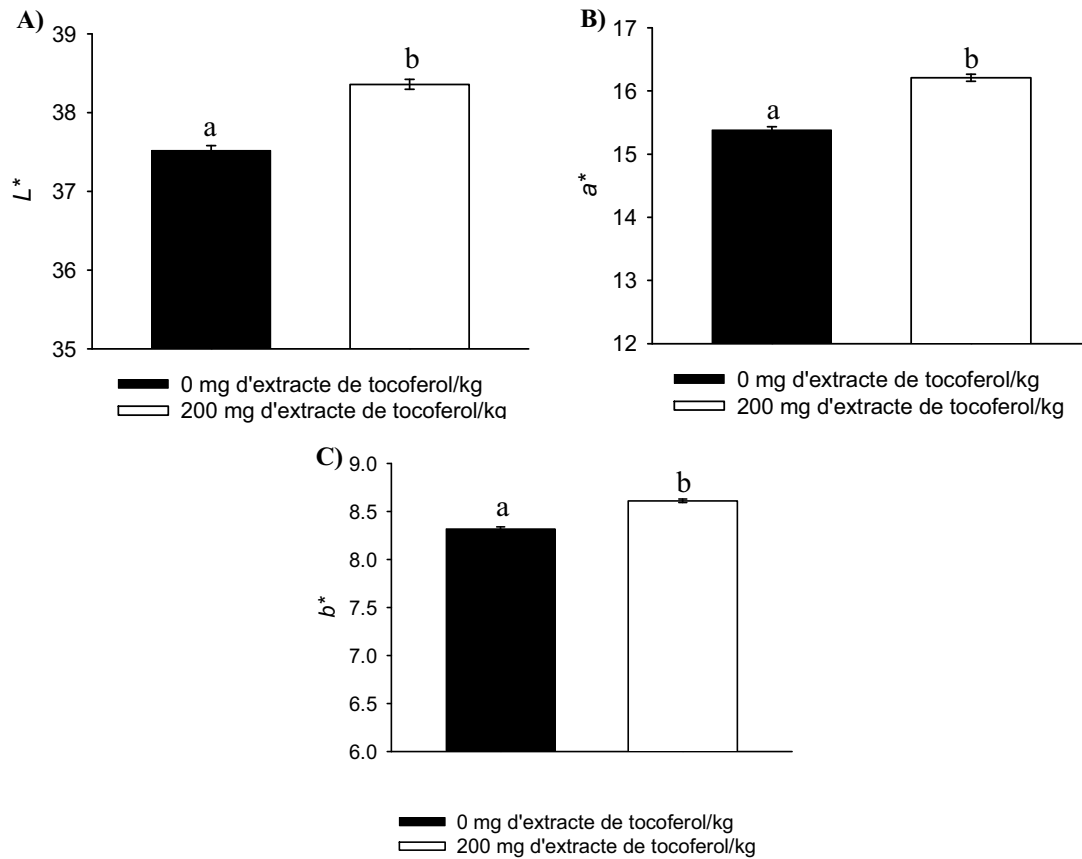 A)
39
38
37
36
35
L*
a
b
0 mg d'extracte de tocoferol/kg
200 mg d'extracte de tocoferol/kg
B)
17
16
15
14
13
12
a*
a
b
0 mg d'extracte de tocoferol/kg
200 mg d'extracte de tocoferol/kg
C)
9.0
8.5
8.0
7.5
7.0
6.5
6.0
b*
a
b
0 mg d'extracte de tocoferol/kg
200 mg d'extracte de tocoferol/kg